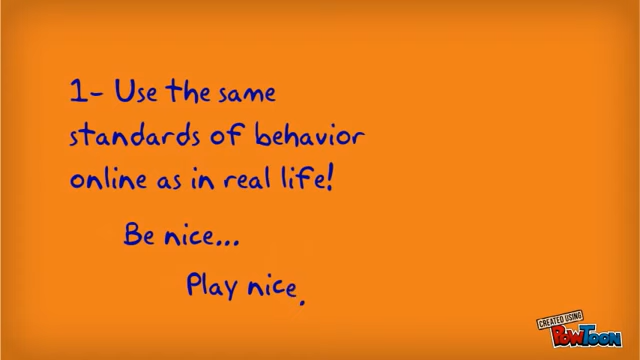 1- Use the same
standards of behavior
online as in real life!
Be nice...
Play nice.
CREATED USING
POWTOON